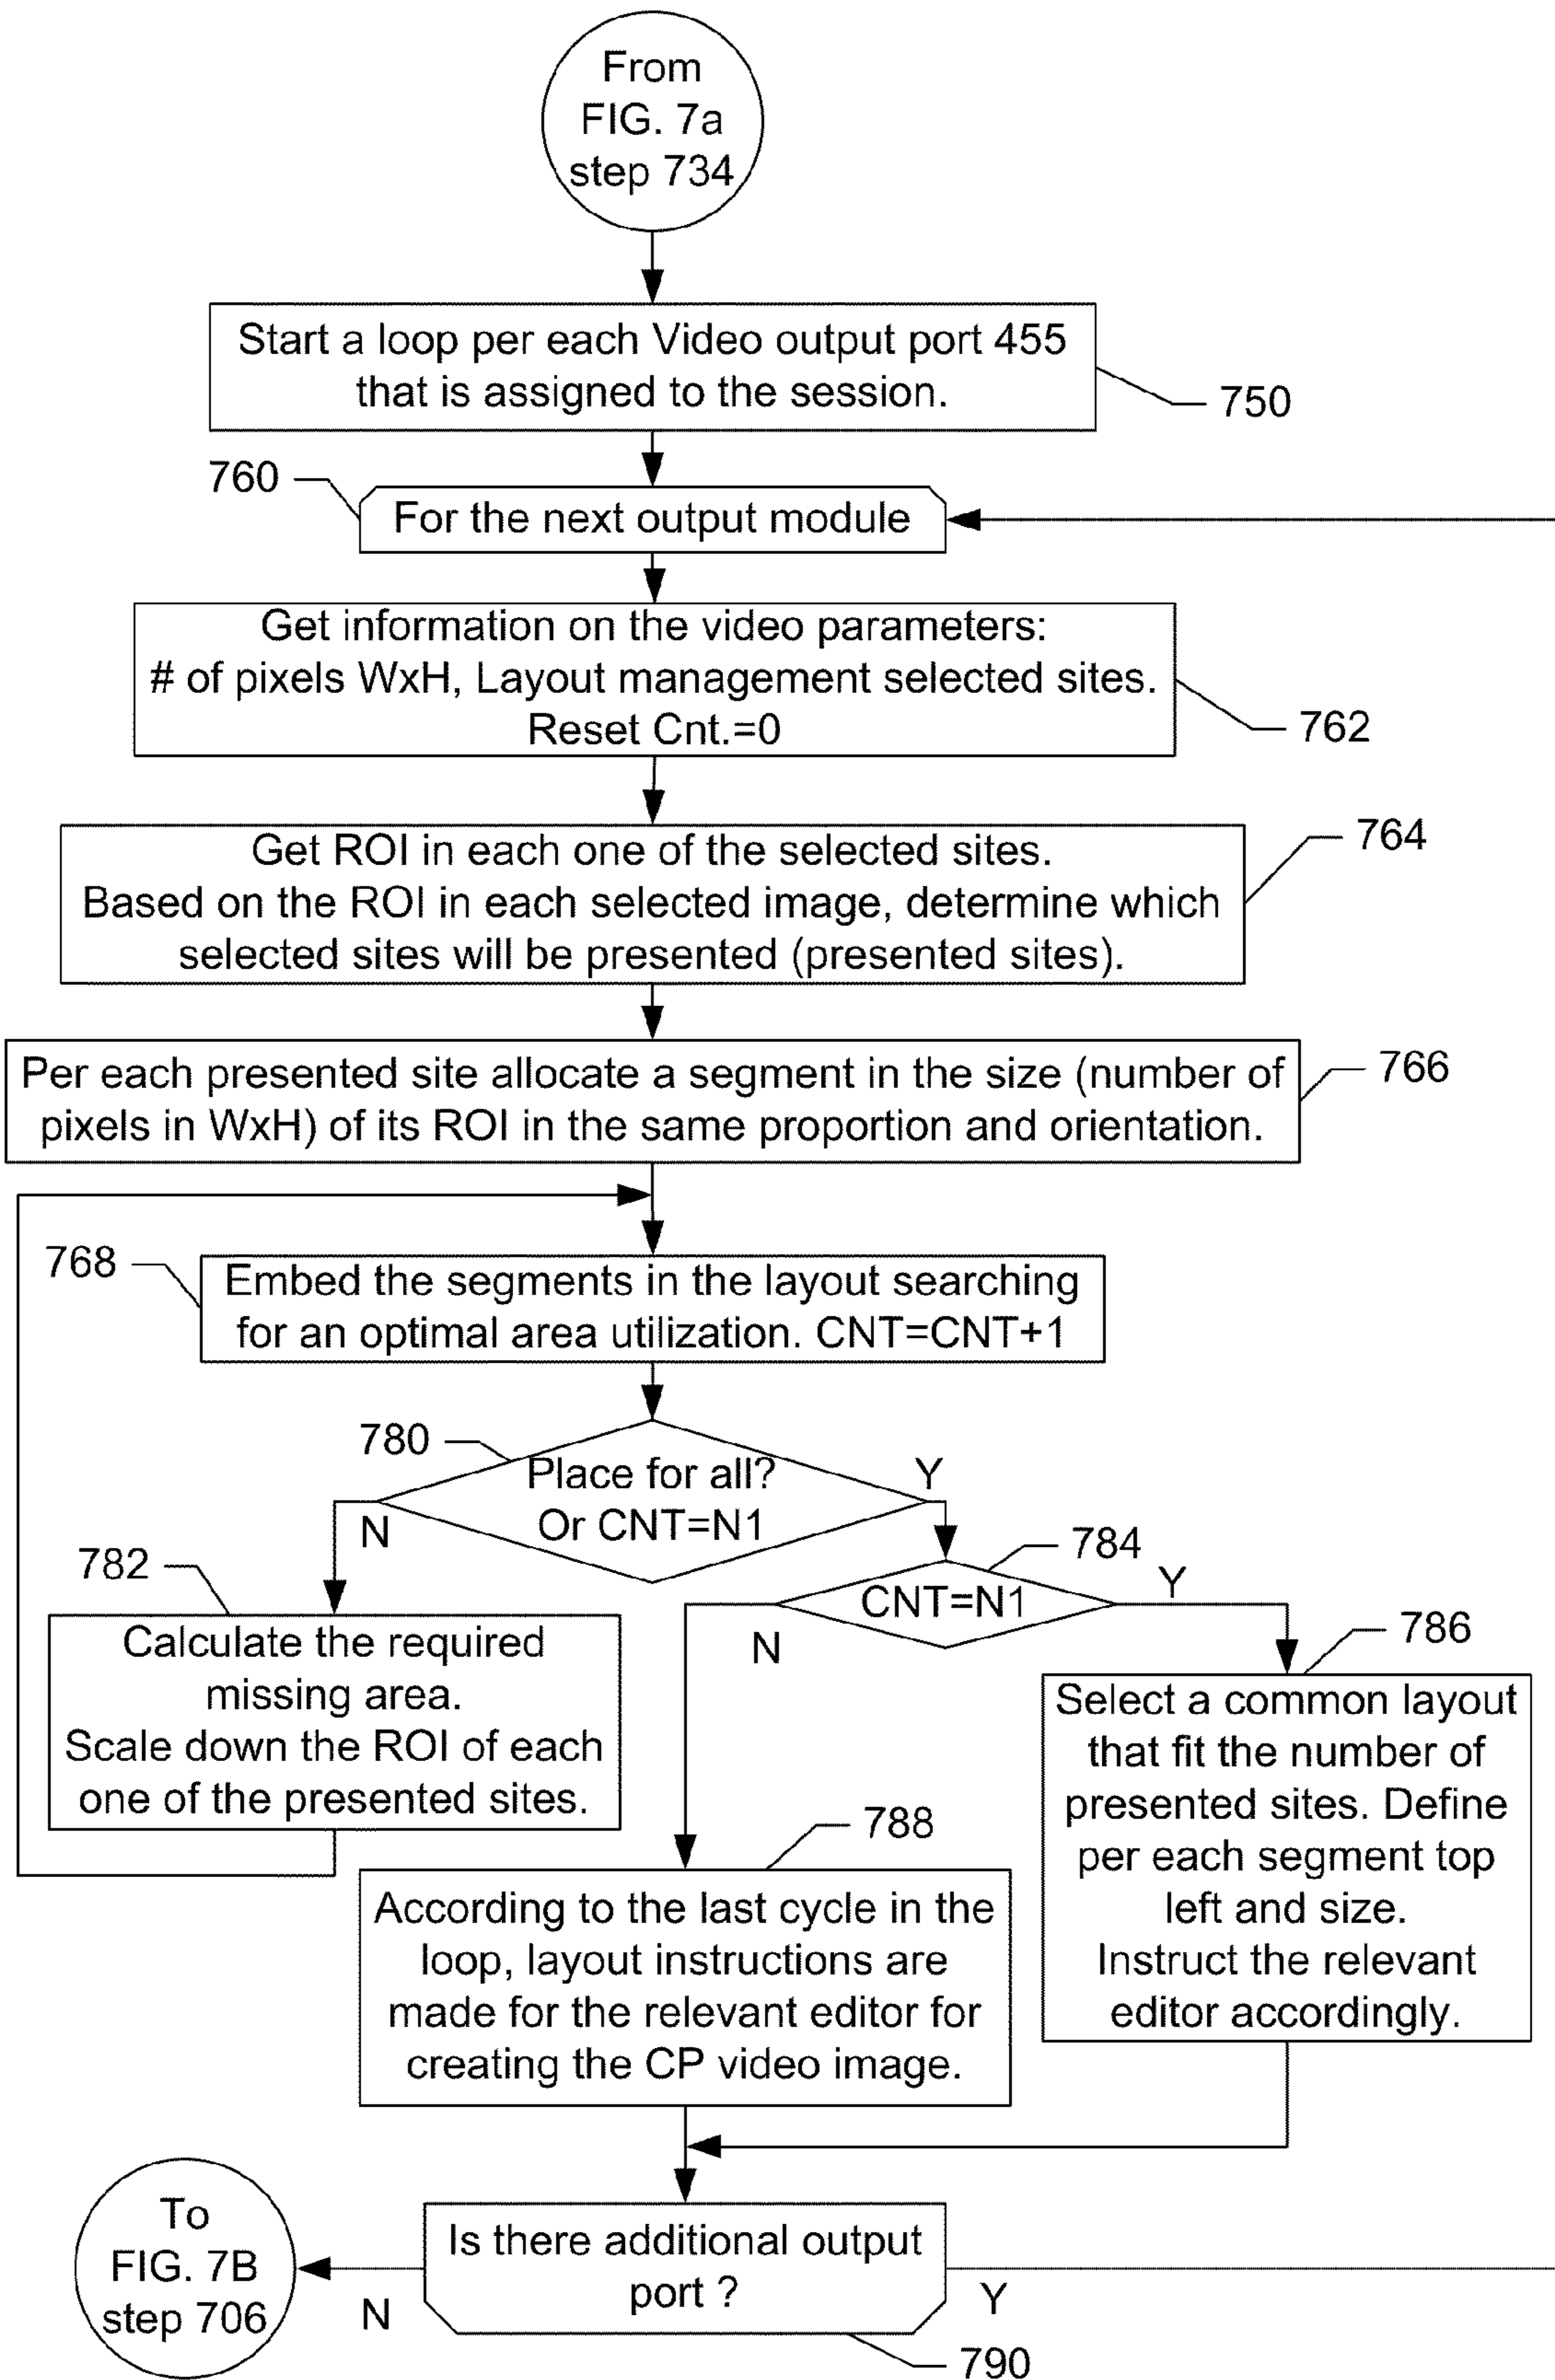 From
FIG. 7a
step 734
Start a loop per each Video output port 455
that is assigned to the session.
750
760
For the next output module
Get information on the video parameters:
# of pixels WxH, Layout management selected sites.
Reset Cnt.=0
762
764
Get ROI in each one of the selected sites.
Based on the ROI in each selected image, determine which
selected sites will be presented (presented sites).
766
Per each presented site allocate a segment in the size (number of
pixels in WxH) of its ROI in the same proportion and orientation.
768
Embed the segments in the layout searching
for an optimal area utilization. CNT=CNT+1
780
Place for all?
Or CNT=N1
Y
N
782
Calculate the required
missing area.
Scale down the ROI of each
one of the presented sites.
784
CNT=N1
Y
N
786
Select a common layout
that fit the number of
presented sites. Define
per each segment top
left and size.
Instruct the relevant
editor accordingly.
788
According to the last cycle in the
loop, layout instructions are
made for the relevant editor for
creating the CP video image.
To
FIG. 7B
step 706
N
Is there additional output
port ?
Y
790